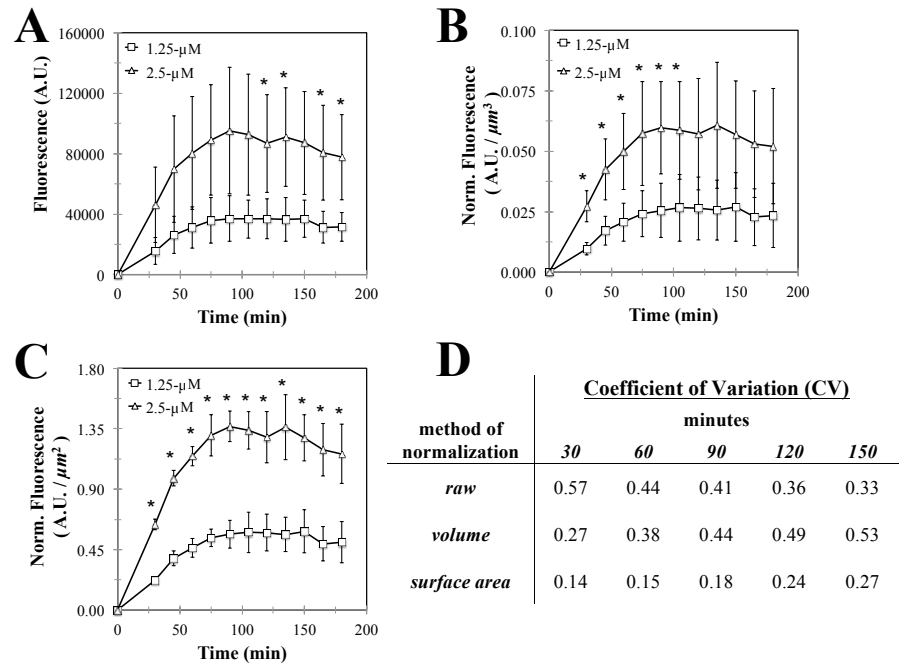 A
160000
120000
80000
40000
0
Fluorescence (A.U.)
1.25-µM
2.5-µM
* * * *
0 50 100 150 200
Time (min)
B
0.100
0.075
0.050
0.025
0.000
Norm. Fluorescence
( A.U. / µm³ )
1.25-µM
2.5-µM
* * * * * *
0 50 100 150 200
Time (min)
C
1.80
1.35
0.90
0.45
0.00
Norm. Fluorescence
( A.U. / µm² )
1.25-µM
2.5-µM
* * * * * * * * * * *
0 50 100 150 200
Time (min)
D
Coefficient of Variation (CV)
minutes
method of
normalization 30 60 90 120 150
raw 0.57 0.44 0.41 0.36 0.33
volume 0.27 0.38 0.44 0.49 0.53
surface area 0.14 0.15 0.18 0.24 0.27